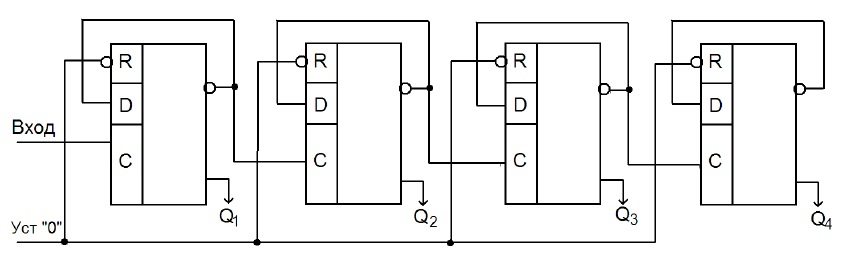 R R R R
D D D D
Вход
C C C C
Q1 Q2 Q3 Q4
Уст "0"